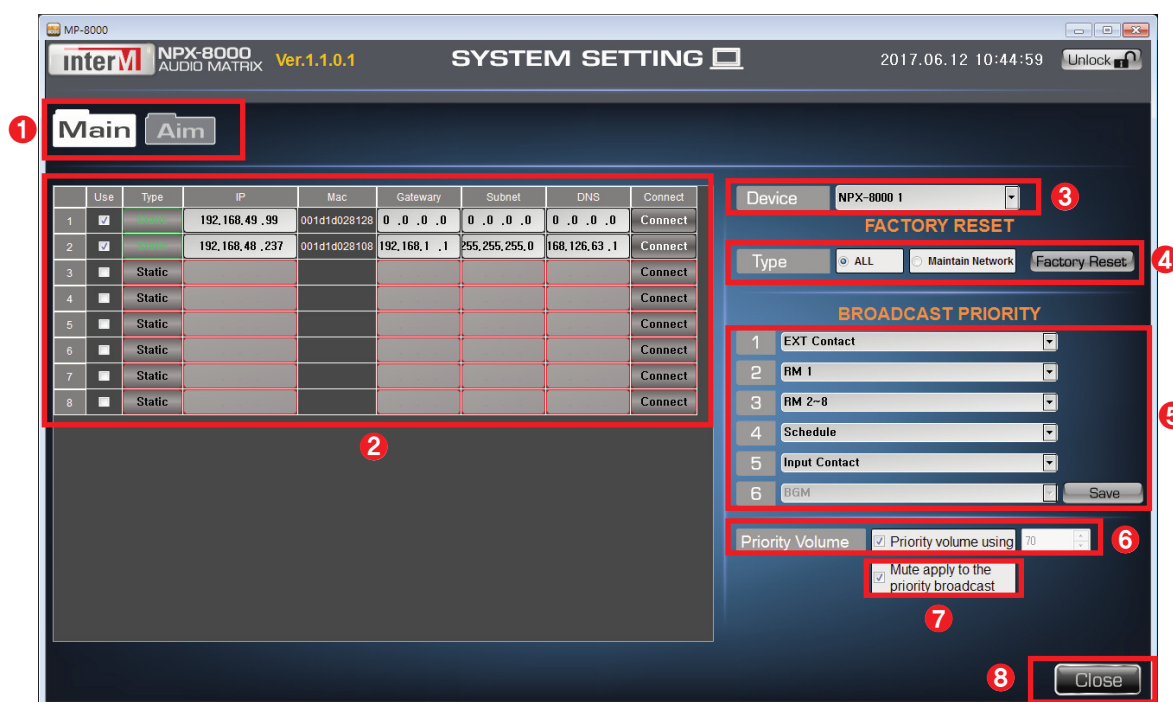 MP-8000
interM NPX-8000 AUDIO MATRIX Ver.1.1.0.1 SYSTEM SETTING 2017.06.12 10:44:59 Unlock
1 Main Aim
Use Type IP Mac Gatewary Subnet DNS Connect
1 192.168.49 .99 001d1d028128 0 .0 .0 .0 0 .0 .0 .0 0 .0 .0 .0 Connect
2 192.168.48 .237 001d1d028108 192.168.1 .1 255.255.255.0 168.126.63 .1 Connect
3 Static Connect
4 Static Connect
5 Static Connect
6 Static Connect
7 Static Connect
8 Static Connect
2
Device NPX-8000 1 3
FACTORY RESET
Type ALL Maintain Network Factory Reset 4
BROADCAST PRIORITY
1 EXT Contact
2 RM 1
3 RM 2~8
4 Schedule
5 Input Contact
6 BGM Save
5
Priority Volume Priority volume using 70 6
Mute apply to the
priority broadcast
7
8 Close